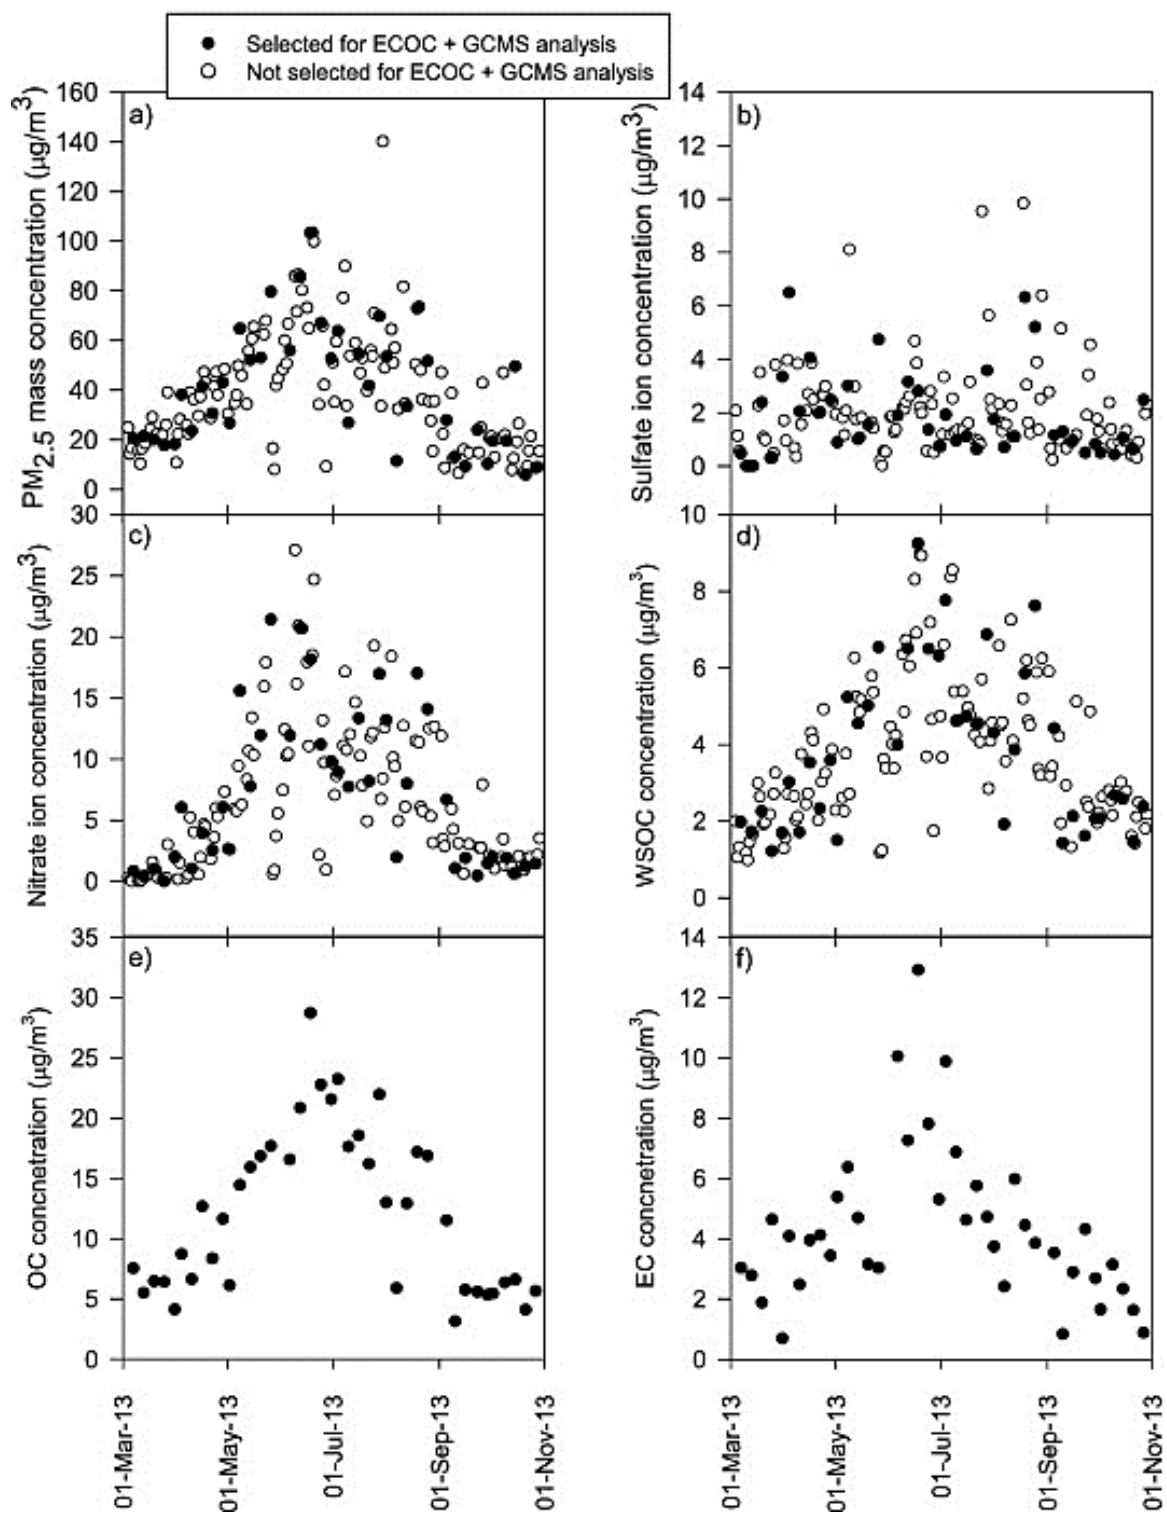 Selected for ECOC + GCMS analysis
Not selected for ECOC + GCMS analysis
a)
PM2.5 mass concentration (μg/m3)
160
140
120
100
80
60
40
20
0
b)
Sulfate ion concentration (μg/m3)
14
12
10
8
6
4
2
0
c)
Nitrate ion concentration (μg/m3)
30
25
20
15
10
5
0
d)
WSOC concentration (μg/m3)
10
8
6
4
2
0
e)
OC concnetration (μg/m3)
35
30
25
20
15
10
5
0
f)
EC concnetration (μg/m3)
14
12
10
8
6
4
2
0
01-Mar-13
01-May-13
01-Jul-13
01-Sep-13
01-Nov-13
01-Mar-13
01-May-13
01-Jul-13
01-Sep-13
01-Nov-13